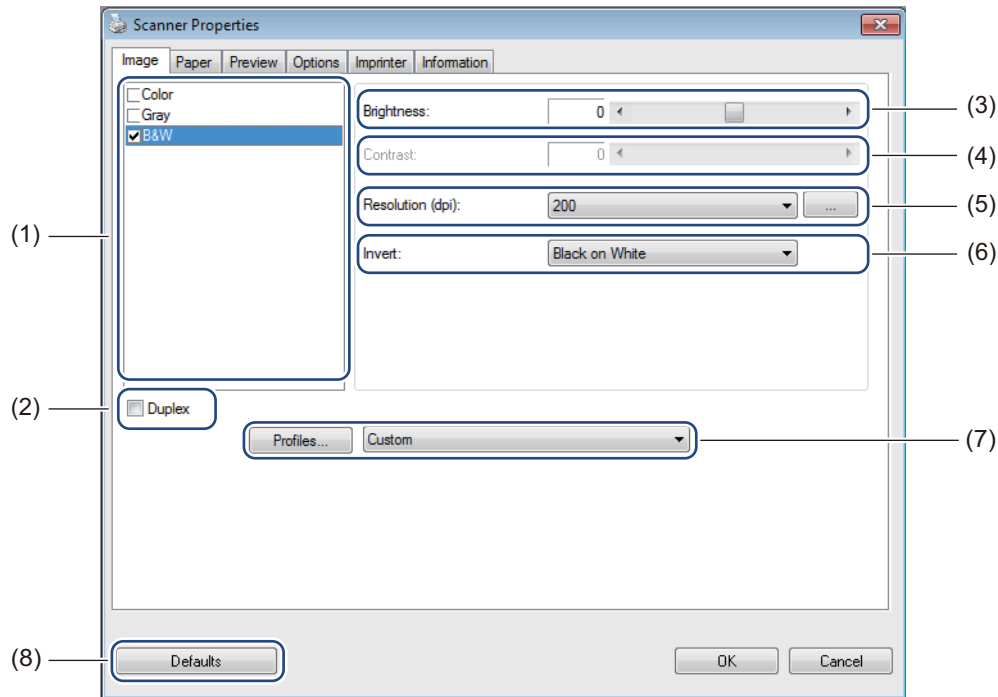 Scanner Properties
Image Paper Preview Options Imprinter Information
Color
Gray
B&W
Brightness: 0
Contrast: 0
Resolution (dpi): 200 ...
Invert: Black on White
Duplex
Profiles... Custom
Defaults OK Cancel
(1)
(2)
(3)
(4)
(5)
(6)
(7)
(8)